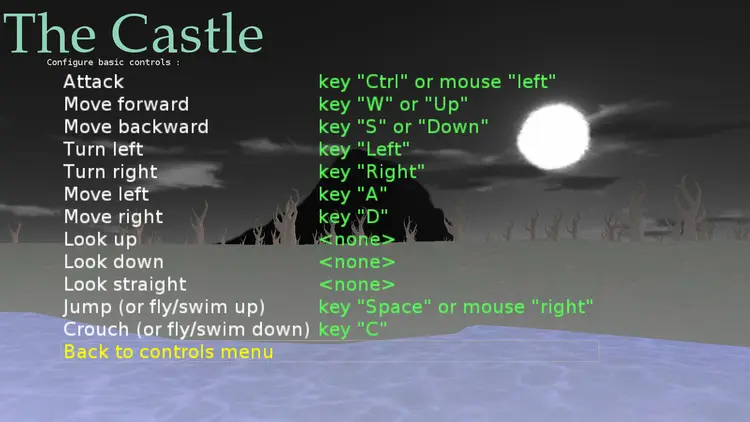 The Castle
Configure basic controls :
Attack key "Ctrl" or mouse "left"
Move forward key "W" or "Up"
Move backward key "S" or "Down"
Turn left key "Left"
Turn right key "Right"
Move left key "A"
Move right key "D"
Look up <none>
Look down <none>
Look straight <none>
Jump (or fly/swim up) key "Space" or mouse "right"
Crouch (or fly/swim down) key "C"
Back to controls menu